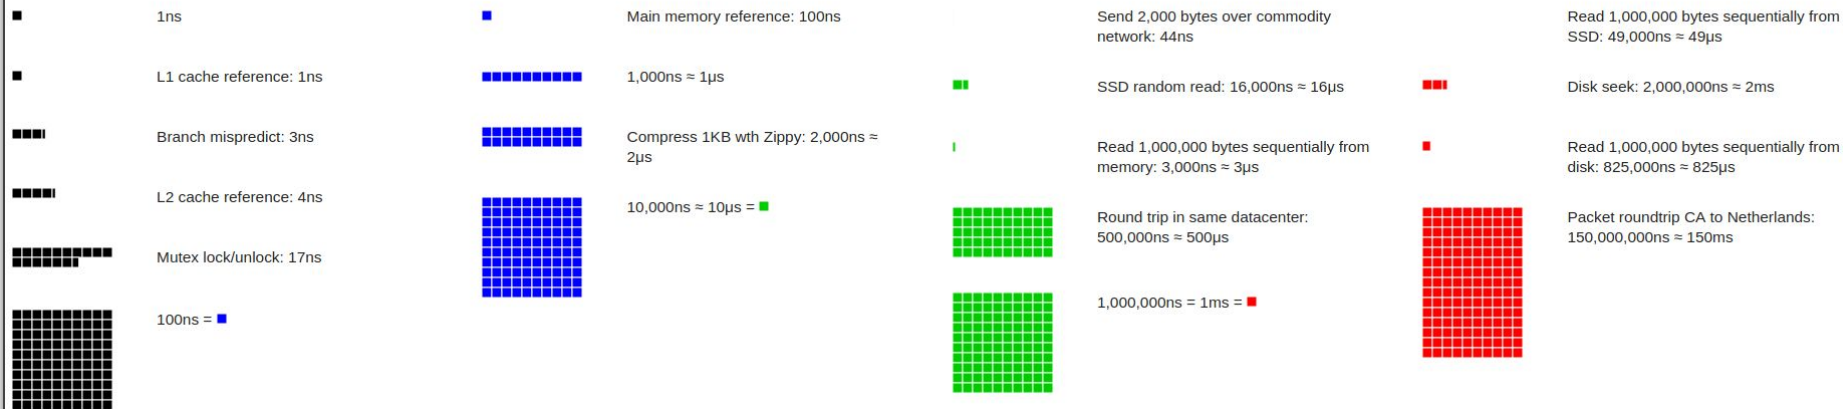 1ns
L1 cache reference: 1ns
Branch mispredict: 3ns
L2 cache reference: 4ns
Mutex lock/unlock: 17ns
100ns =
Main memory reference: 100ns
1,000ns ≈ 1μs
Compress 1KB wth Zippy: 2,000ns ≈
2μs
10,000ns ≈ 10μs =
Send 2,000 bytes over commodity
network: 44ns
SSD random read: 16,000ns ≈ 16μs
Read 1,000,000 bytes sequentially from
memory: 3,000ns ≈ 3μs
Round trip in same datacenter:
500,000ns ≈ 500μs
1,000,000ns = 1ms =
Read 1,000,000 bytes sequentially from
SSD: 49,000ns ≈ 49μs
Disk seek: 2,000,000ns ≈ 2ms
Read 1,000,000 bytes sequentially from
disk: 825,000ns ≈ 825μs
Packet roundtrip CA to Netherlands:
150,000,000ns ≈ 150ms